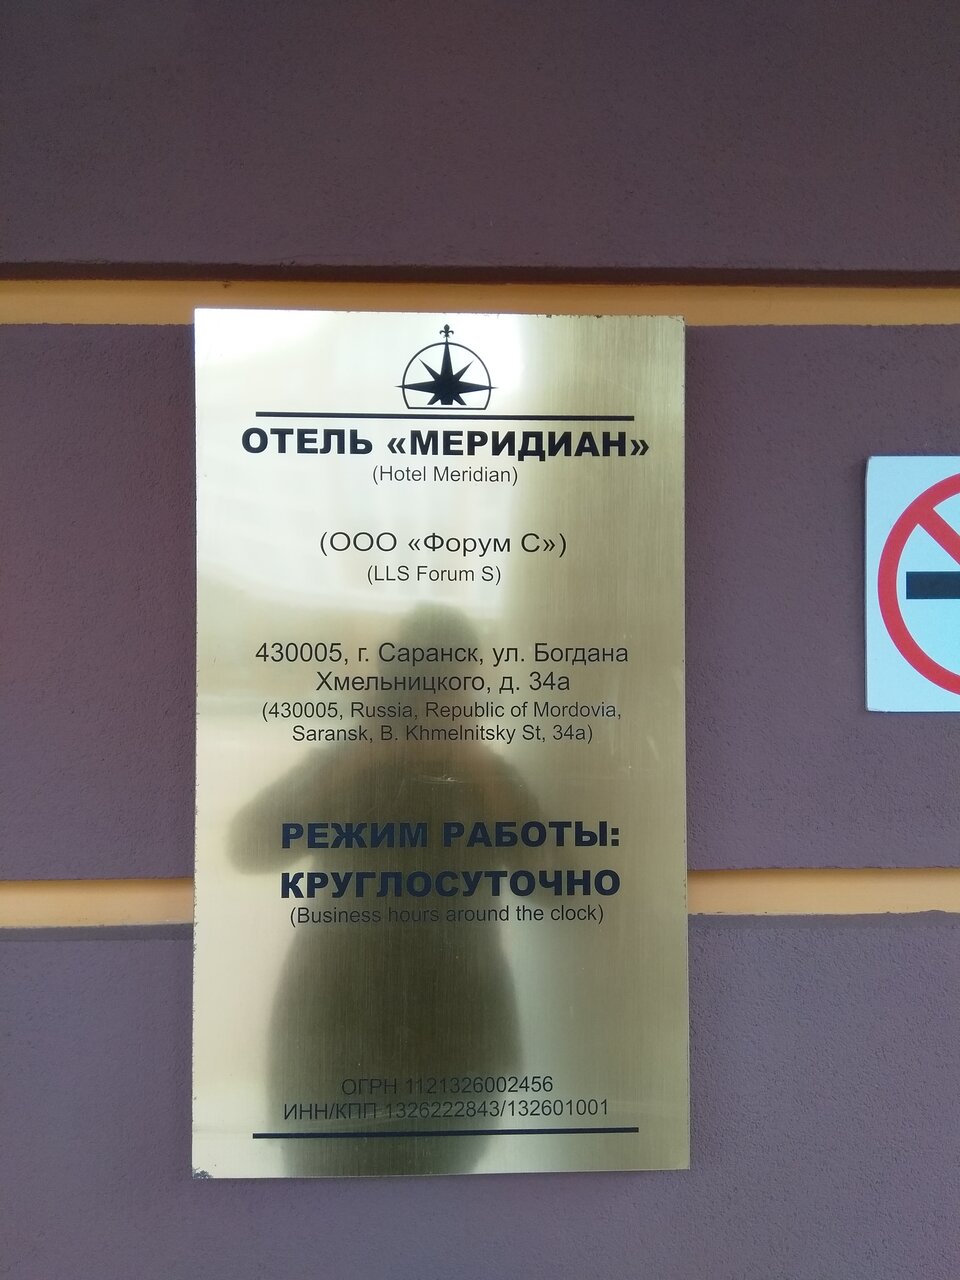 ОТЕЛЬ «МЕРИДИАН»
(Hotel Meridian)
(ООО «Форум С»)
(LLS Forum S)
430005, г. Саранск, ул. Богдана
Хмельницкого, д. 34а
(430005, Russia, Republic of Mordovia,
Saransk, B. Khmelnitsky St, 34a)
РЕЖИМ РАБОТЫ:
КРУГЛОСУТОЧНО
(Business hours around the clock)
ОГРН 1121326002456
ИНН/КПП 1326222843/132601001